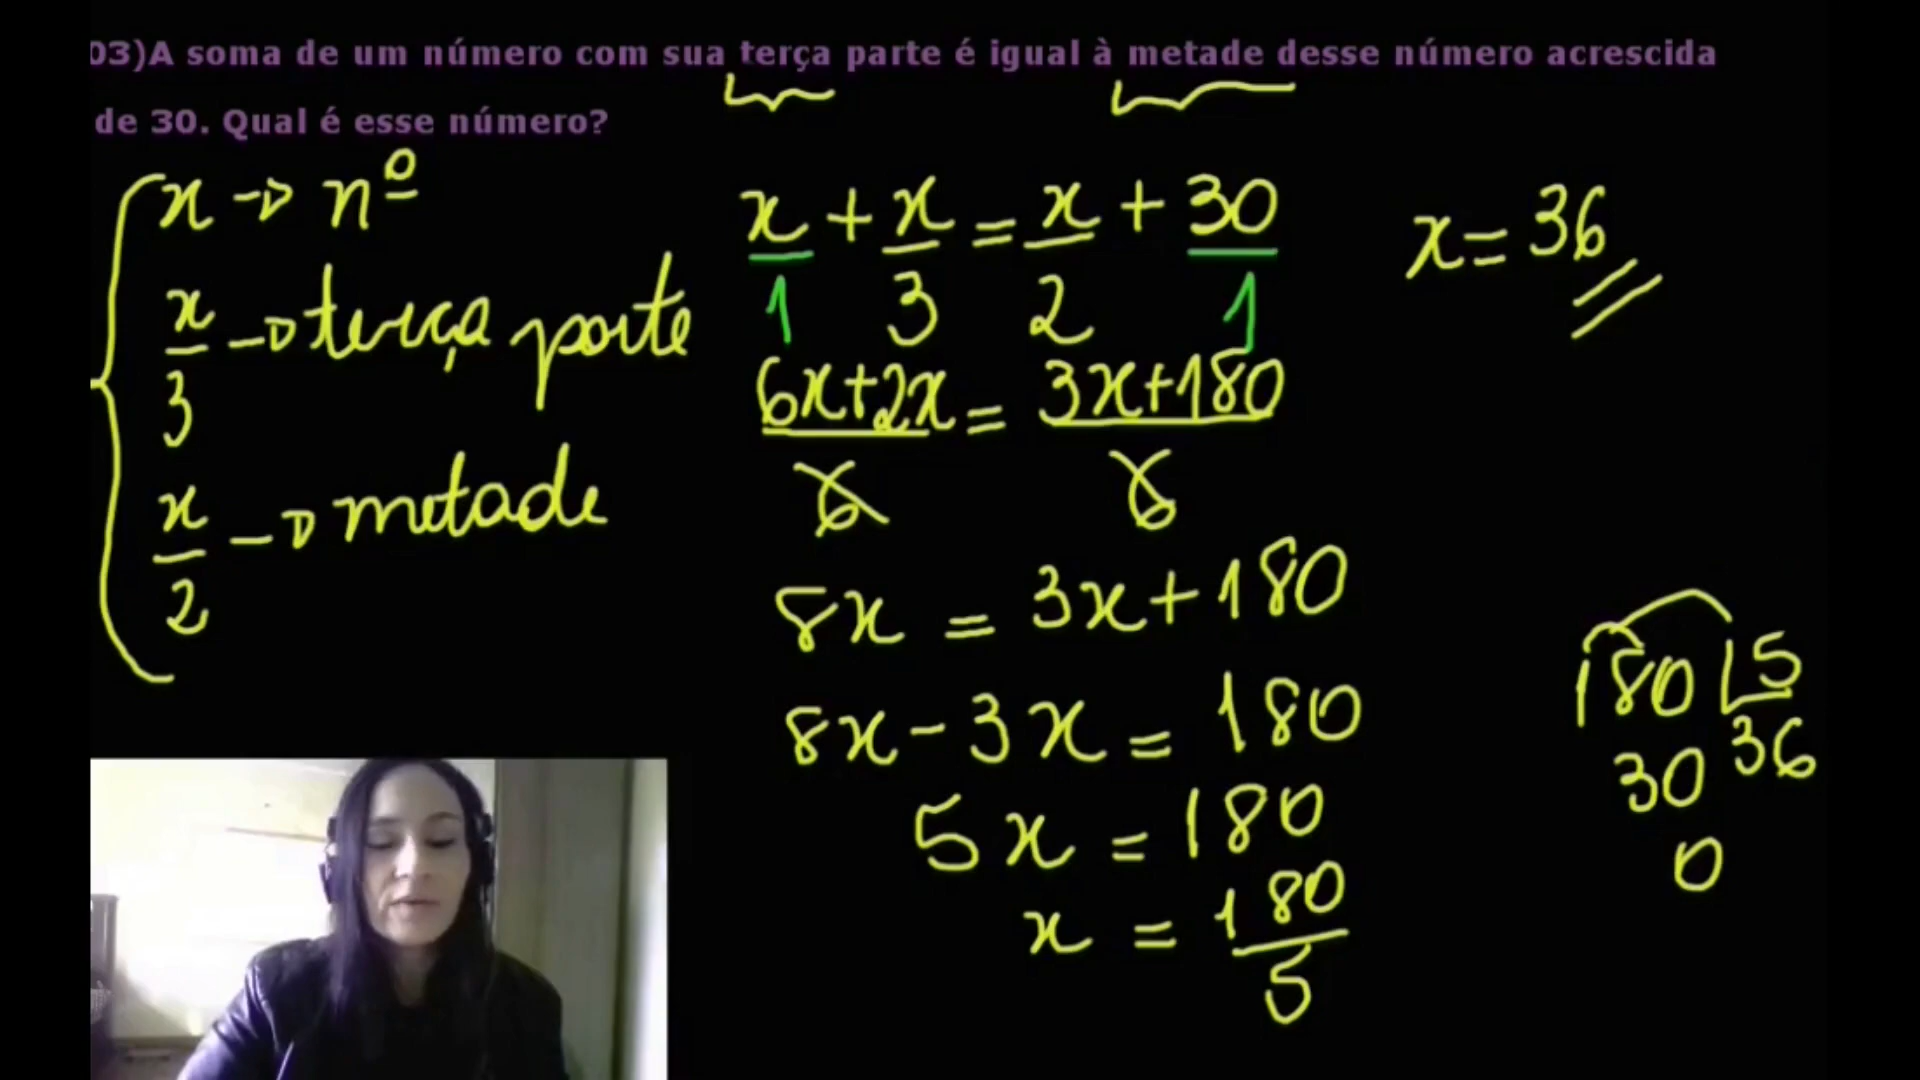 03)A soma de um número com sua terça parte é igual à metade desse número acrescida
de 30. Qual é esse número?
x → nº
x/3 → terça parte
x/2 → metade
x/1 + x/3 = x/2 + 30/1
6x+2x/6 = 3x+180/6
8x = 3x+180
8x-3x = 180
5x = 180
x = 180/5
x = 36
180 5
30 36
0